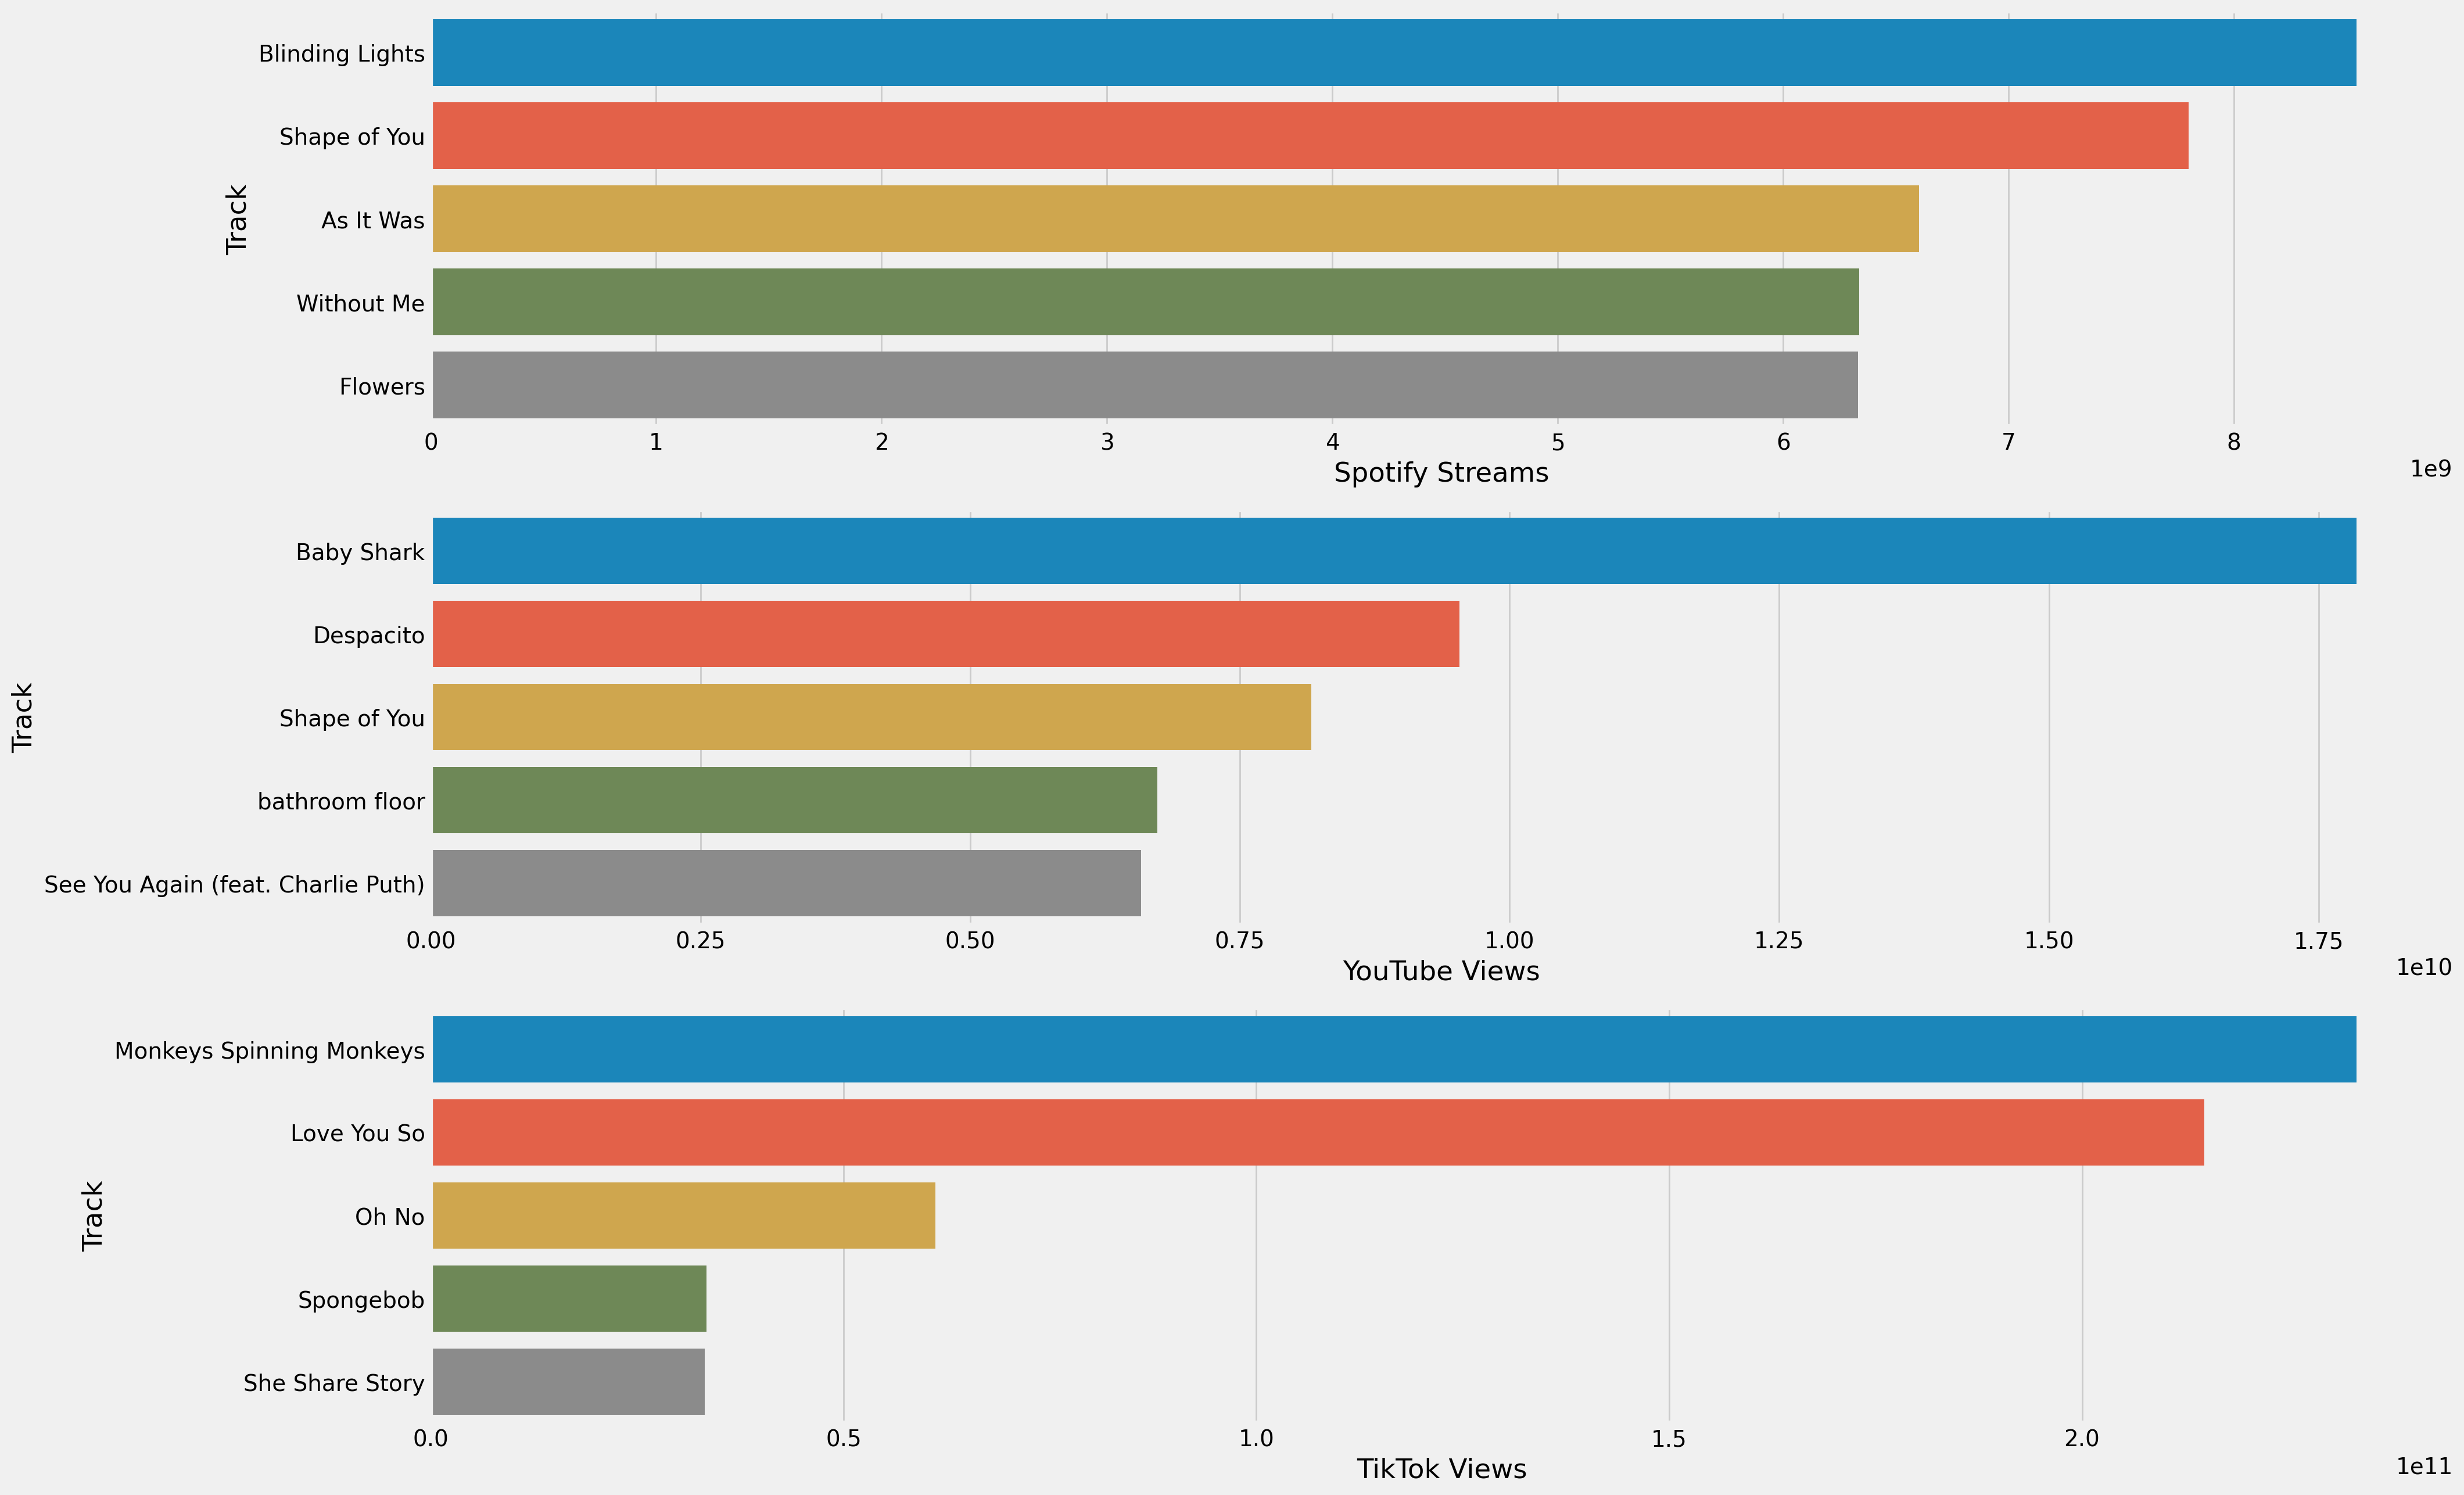 Track
Blinding Lights
Shape of You
As It Was
Without Me
Flowers
0 1 2 3 4 5 6 7 8
Spotify Streams
1e9
Track
Baby Shark
Despacito
Shape of You
bathroom floor
See You Again (feat. Charlie Puth)
0.00 0.25 0.50 0.75 1.00 1.25 1.50 1.75
YouTube Views
1e10
Track
Monkeys Spinning Monkeys
Love You So
Oh No
Spongebob
She Share Story
0.0 0.5 1.0 1.5 2.0
TikTok Views
1e11